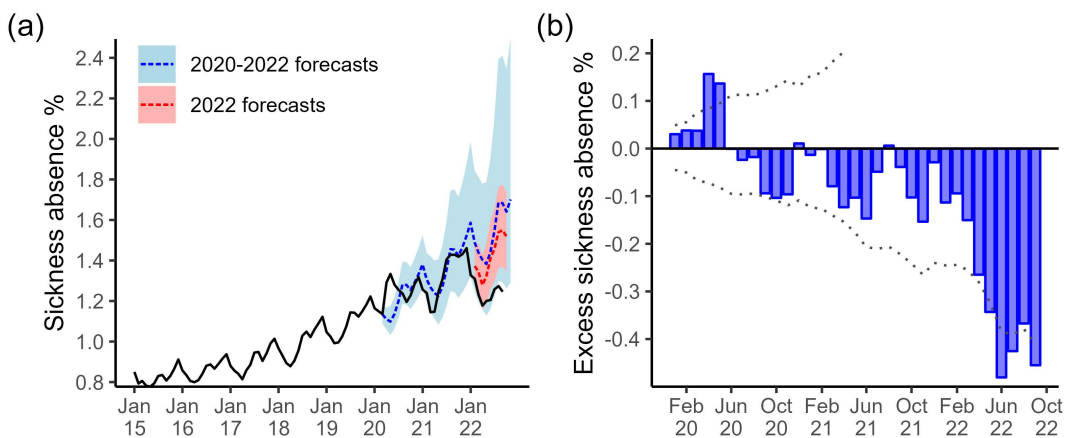 (a)
Sickness absence %
2.4
2.2
2.0
1.8
1.6
1.4
1.2
1.0
0.8
2020-2022 forecasts
2022 forecasts
Jan Jan Jan Jan Jan Jan Jan Jan
15 16 17 18 19 20 21 22
(b)
Excess sickness absence %
0.2
0.1
0.0
-0.1
-0.2
-0.3
-0.4
Feb Jun Oct Feb Jun Oct Feb Jun Oct
20 20 20 21 21 21 22 22 22